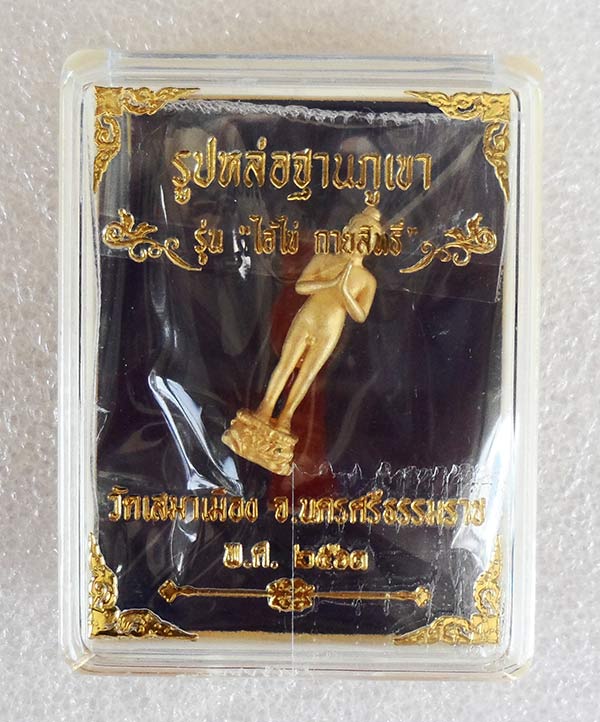 รูปหล่อฐานภูเขา
รุ่น "ไอ้ไข่ กายสิทธิ์"
วัดเสมาเมือง จ.นครศรีธรรมราช
พ.ศ. ๒๕๖๓